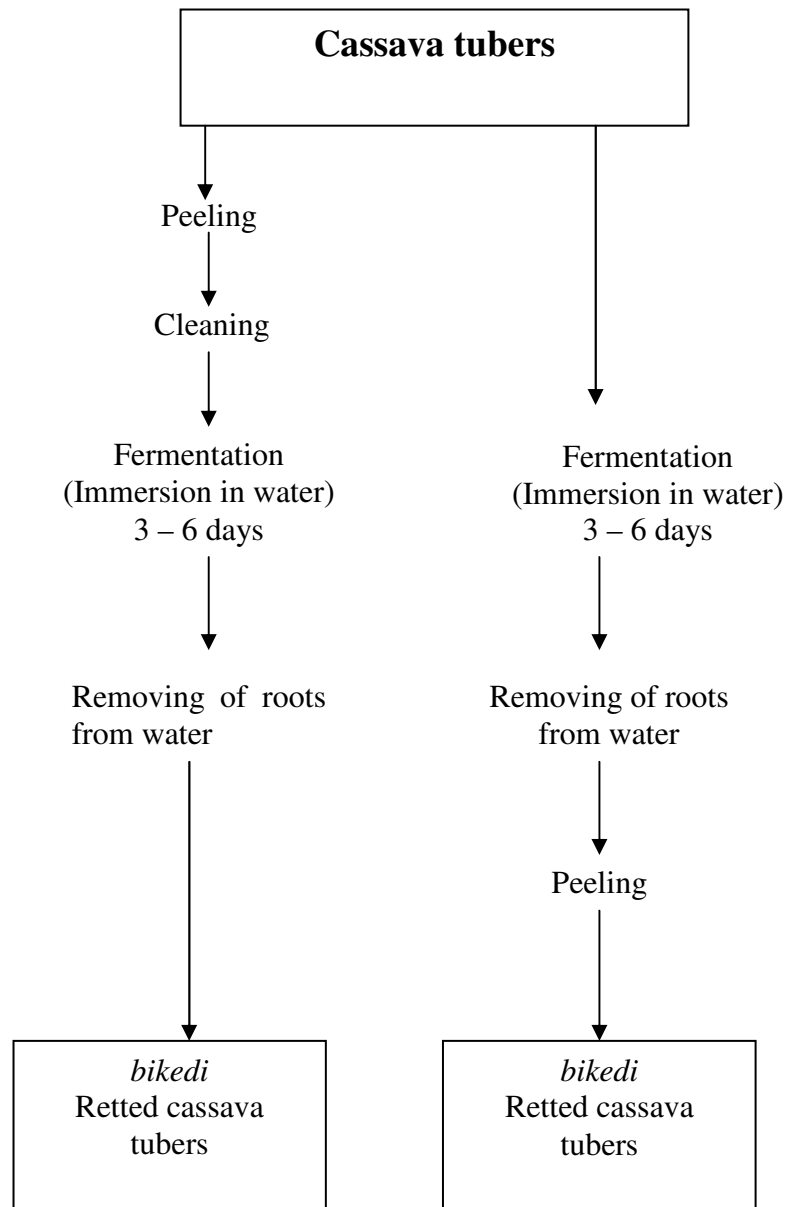 Cassava tubers
Peeling
Cleaning
Fermentation
(Immersion in water)
3 – 6 days
Removing of roots
from water
bikedi
Retted cassava
tubers
Fermentation
(Immersion in water)
3 – 6 days
Removing of roots
from water
Peeling
bikedi
Retted cassava
tubers